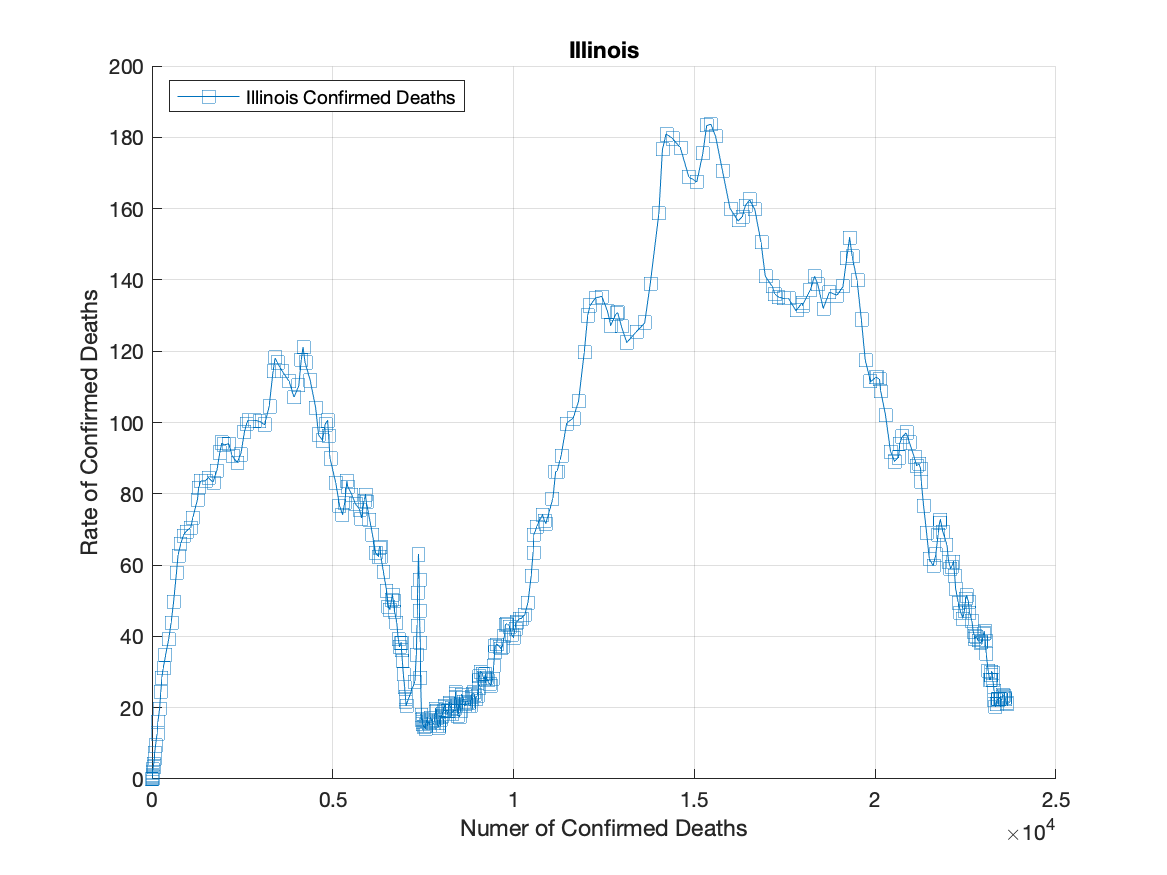 Illinois
Illinois Confirmed Deaths
Rate of Confirmed Deaths
200
180
160
140
120
100
80
60
40
20
0
0 0.5 1 1.5 2 2.5
Numer of Confirmed Deaths
×10⁴